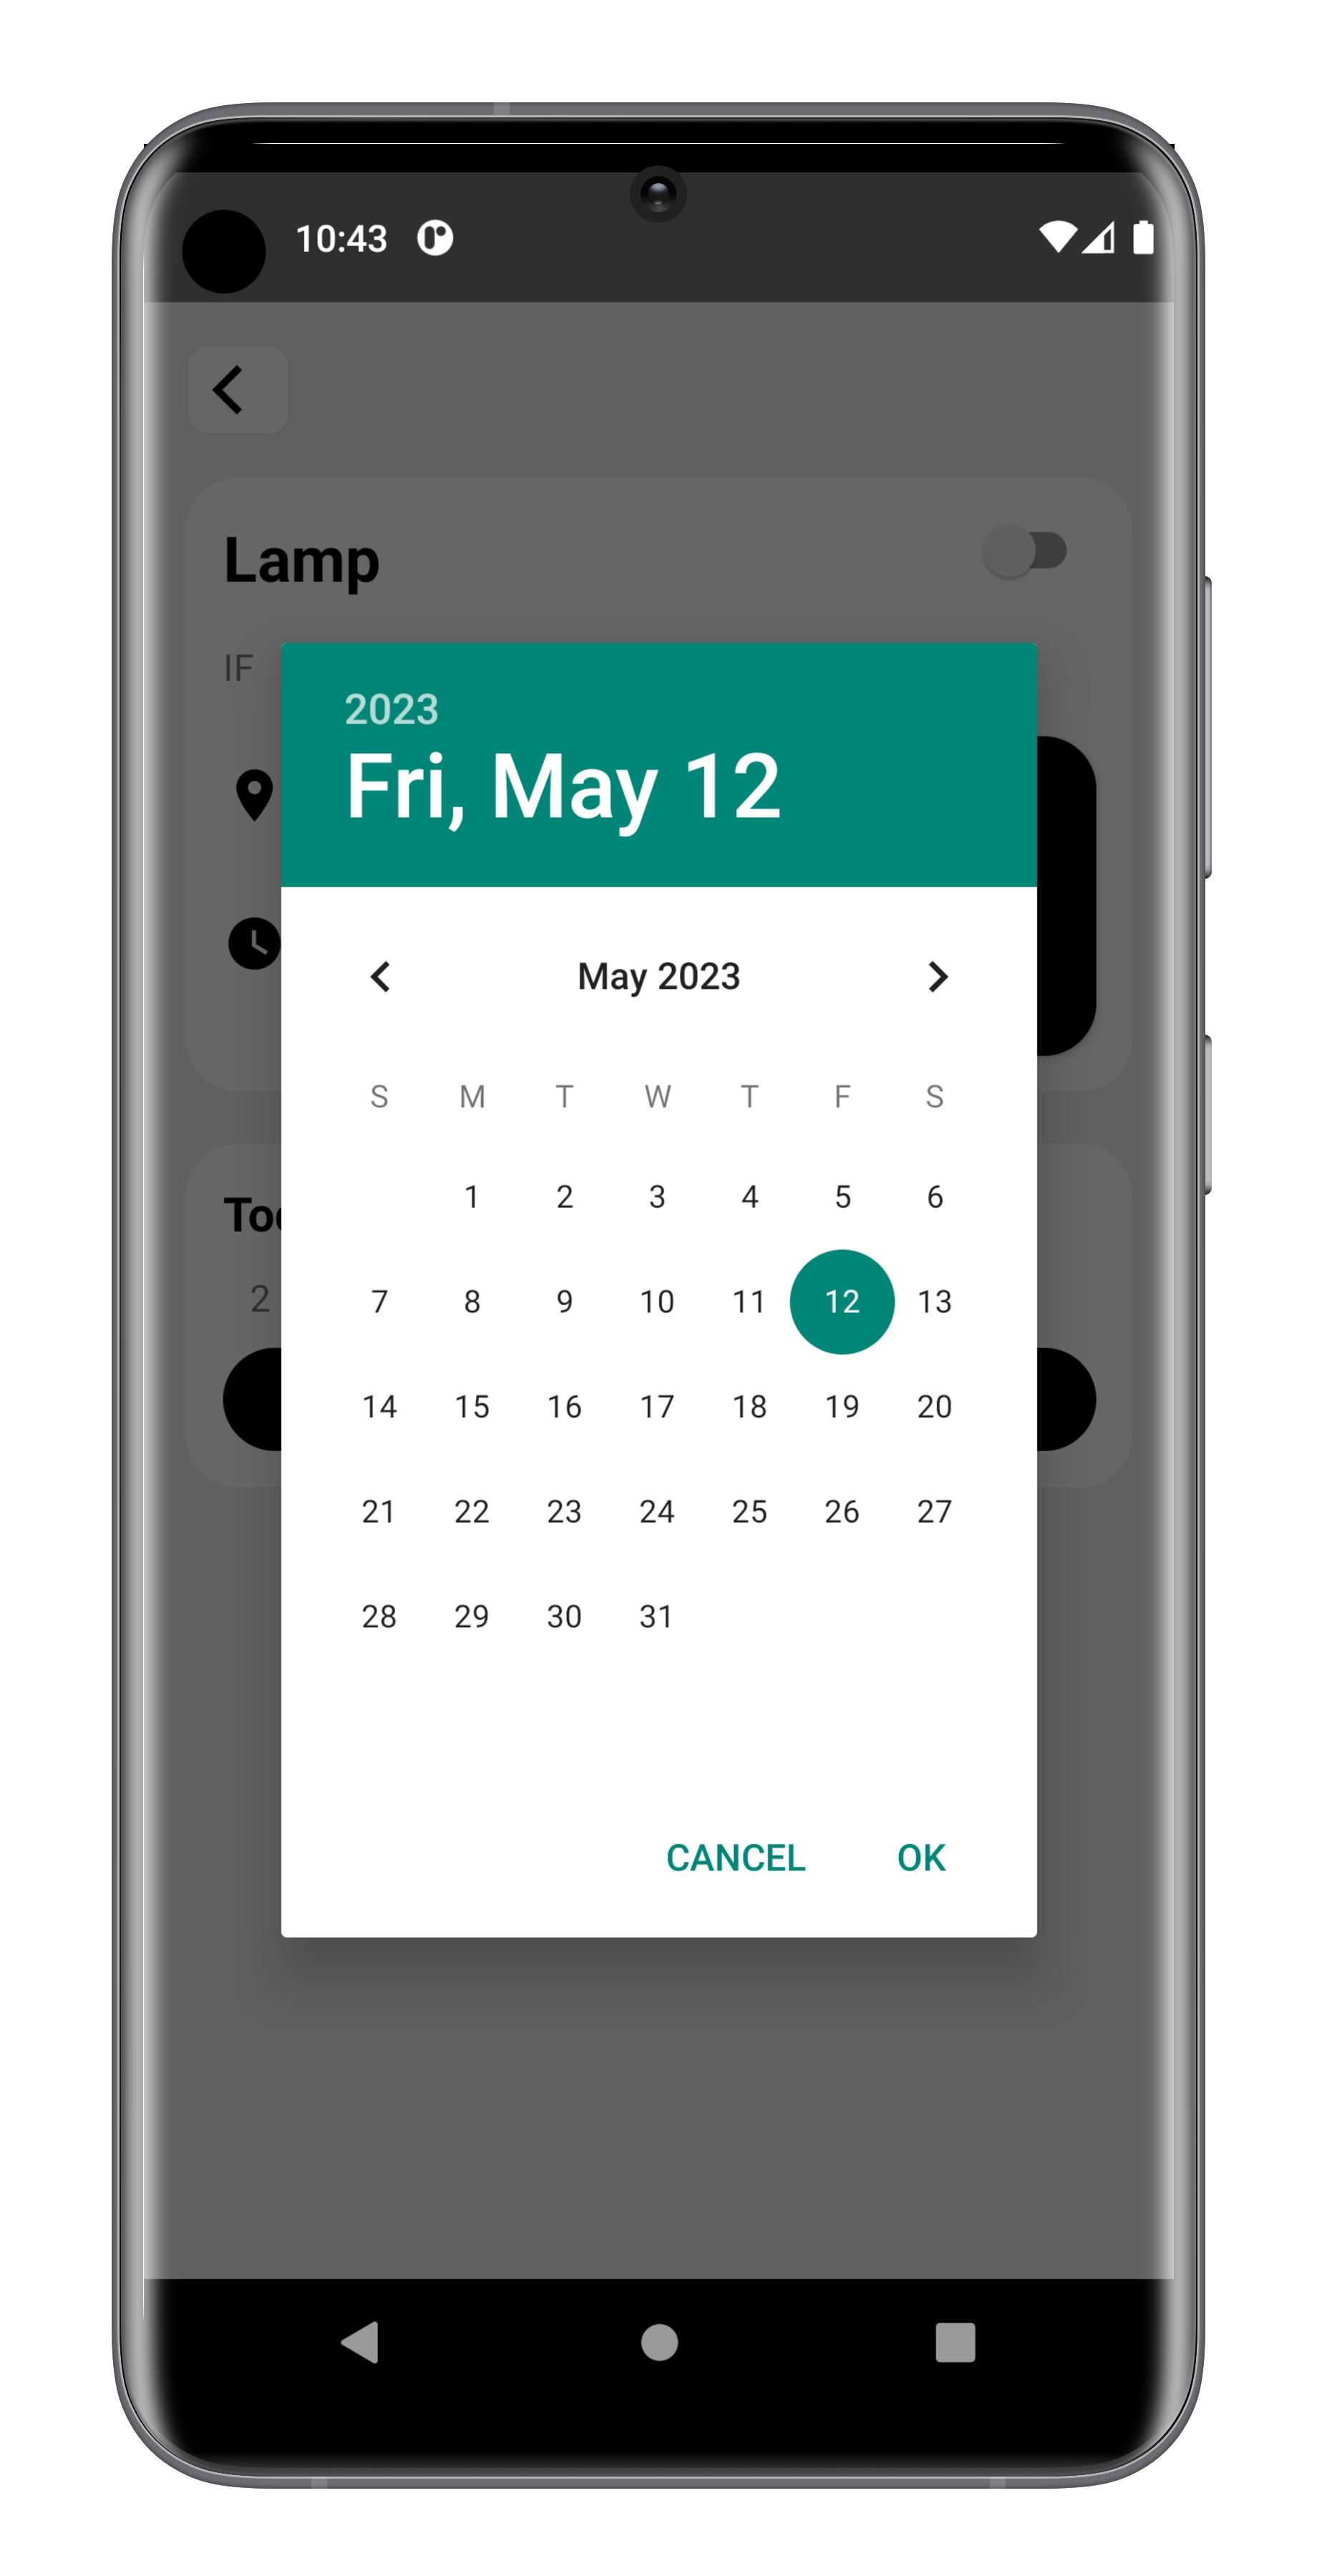 10:43
Lamp
IF
2023
Fri, May 12
May 2023
S M T W T F S
1 2 3 4 5 6
7 8 9 10 11 12 13
14 15 16 17 18 19 20
21 22 23 24 25 26 27
28 29 30 31
2
CANCEL OK